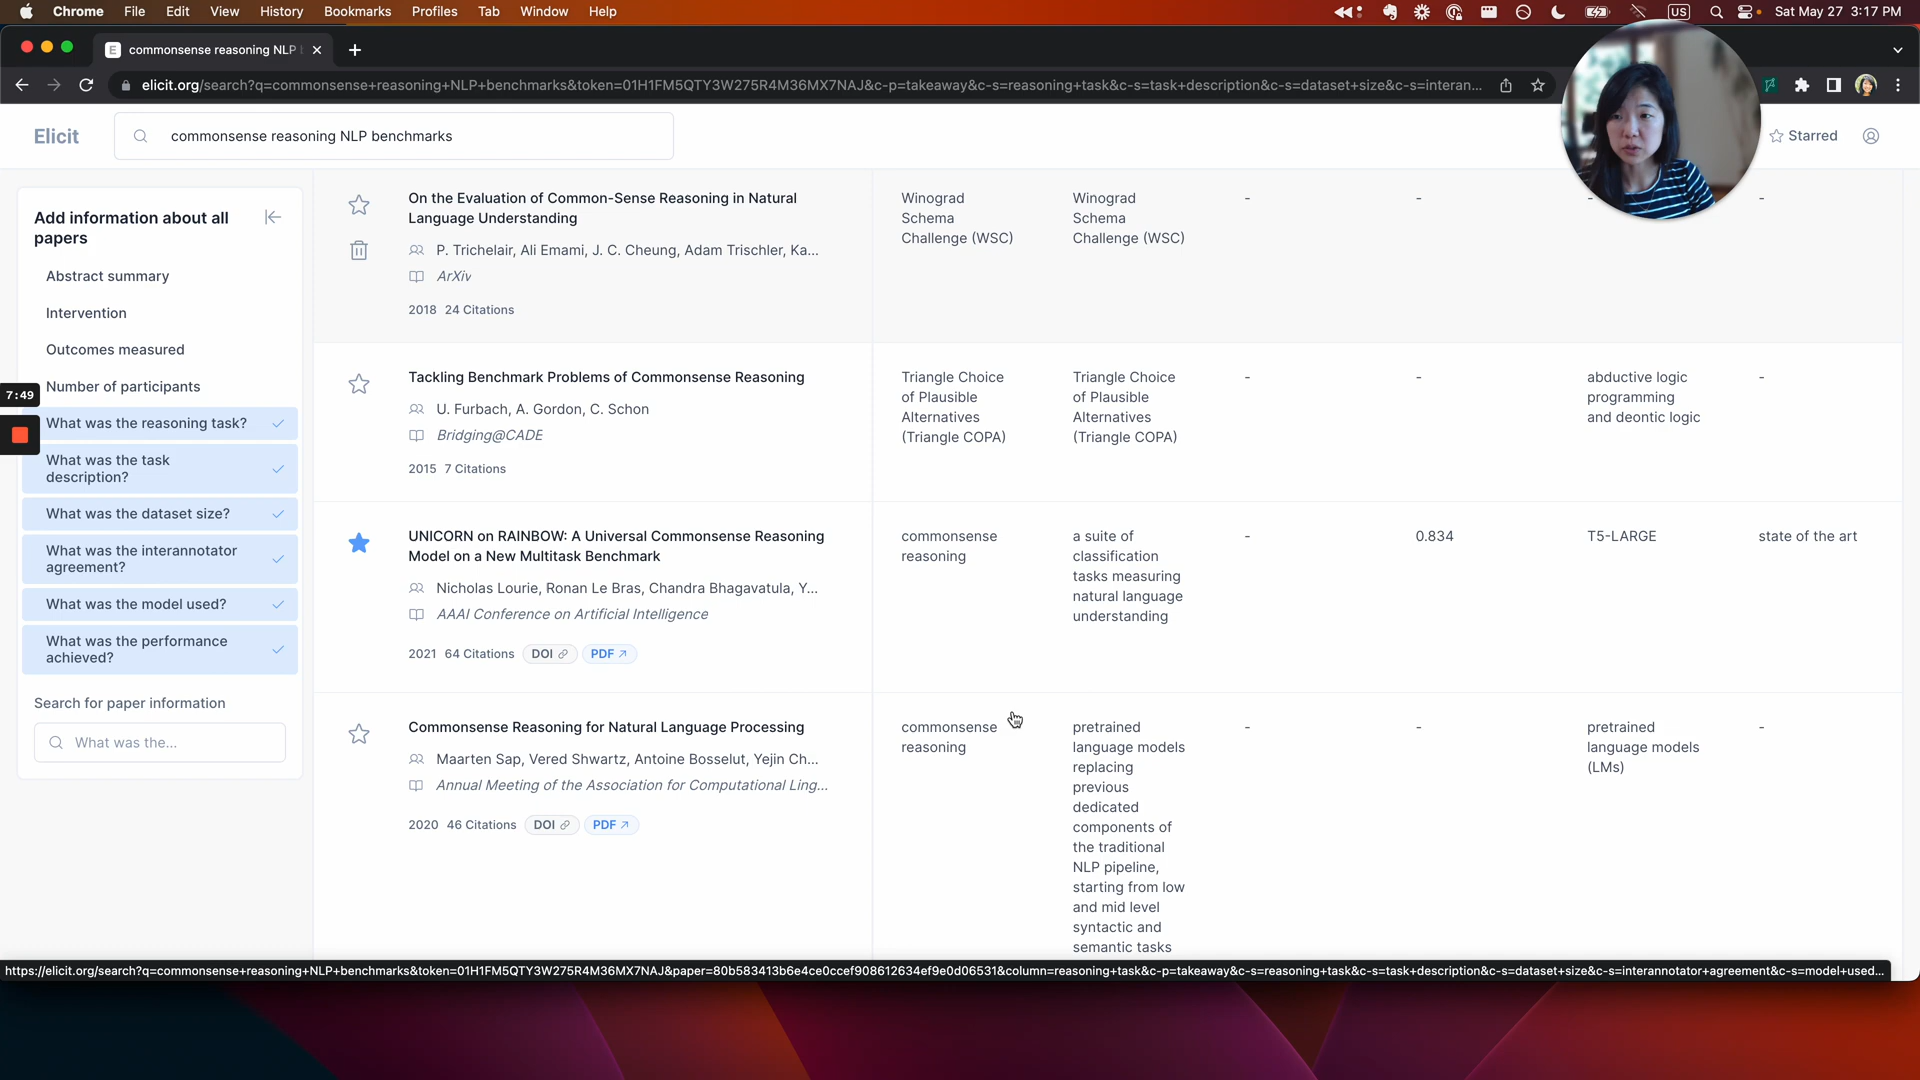 Chrome File Edit View History Bookmarks Profiles Tab Window Help US Sat May 27 3:17 PM
E commonsense reasoning NLP
elicit.org/search?q=commonsense+reasoning+NLP+benchmarks&token=01H1FM5QTY3W275R4M36MX7NAJ&c-p=takeaway&c-s=reasoning+task&c-s=task+description&c-s=dataset+size&c-s=interan...
Elicit
commonsense reasoning NLP benchmarks
Starred
Add information about all
papers
Abstract summary
Intervention
Outcomes measured
Number of participants
7:49
What was the reasoning task?
What was the task
description?
What was the dataset size?
What was the interannotator
agreement?
What was the model used?
What was the performance
achieved?
Search for paper information
What was the...
On the Evaluation of Common-Sense Reasoning in Natural
Language Understanding
P. Trichelair, Ali Emami, J. C. Cheung, Adam Trischler, Ka...
ArXiv
2018 24 Citations
Winograd
Schema
Challenge (WSC)
Winograd
Schema
Challenge (WSC)
-
-
-
-
Tackling Benchmark Problems of Commonsense Reasoning
U. Furbach, A. Gordon, C. Schon
Bridging@CADE
2015 7 Citations
Triangle Choice
of Plausible
Alternatives
(Triangle COPA)
Triangle Choice
of Plausible
Alternatives
(Triangle COPA)
-
-
abductive logic
programming
and deontic logic
-
UNICORN on RAINBOW: A Universal Commonsense Reasoning
Model on a New Multitask Benchmark
Nicholas Lourie, Ronan Le Bras, Chandra Bhagavatula, Y...
AAAI Conference on Artificial Intelligence
2021 64 Citations DOI PDF
commonsense
reasoning
a suite of
classification
tasks measuring
natural language
understanding
-
0.834
T5-LARGE
state of the art
Commonsense Reasoning for Natural Language Processing
Maarten Sap, Vered Shwartz, Antoine Bosselut, Yejin Ch...
Annual Meeting of the Association for Computational Ling...
2020 46 Citations DOI PDF
commonsense
reasoning
pretrained
language models
replacing
previous
dedicated
components of
the traditional
NLP pipeline,
starting from low
and mid level
syntactic and
semantic tasks
-
-
pretrained
language models
(LMs)
-
https://elicit.org/search?q=commonsense+reasoning+NLP+benchmarks&token=01H1FM5QTY3W275R4M36MX7NAJ&paper=80b583413b6e4ce0ccef908612634ef9e0d06531&column=reasoning+task&c-p=takeaway&c-s=reasoning+task&c-s=task+description&c-s=dataset+size&c-s=interannotator+agreement&c-s=model+used...